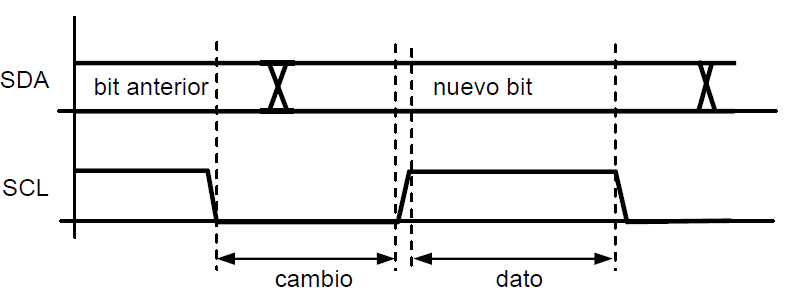 SDA
bit anterior
nuevo bit
SCL
cambio
dato